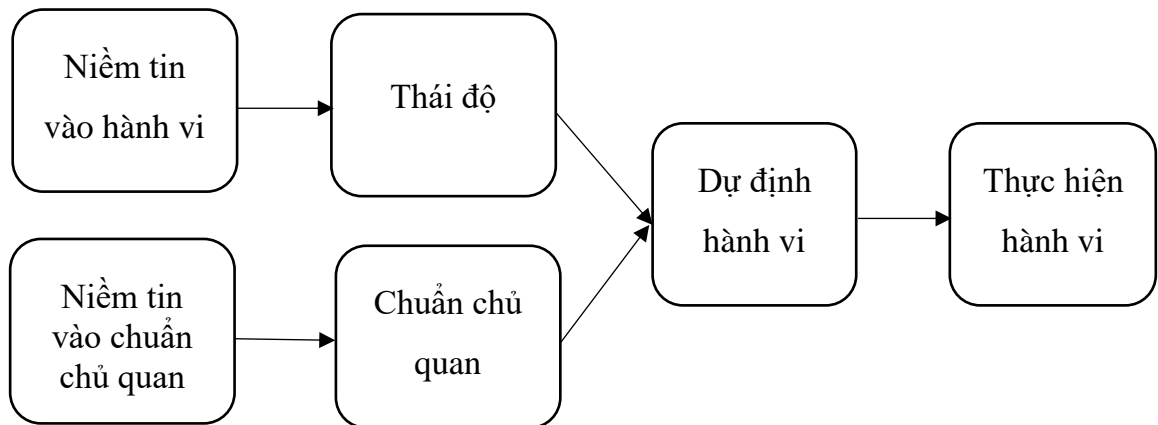 Niềm tin
vào hành vi
Thái độ
Dự định
hành vi
Thực hiện
hành vi
Niềm tin
vào chuẩn
chủ quan
Chuẩn chủ
quan